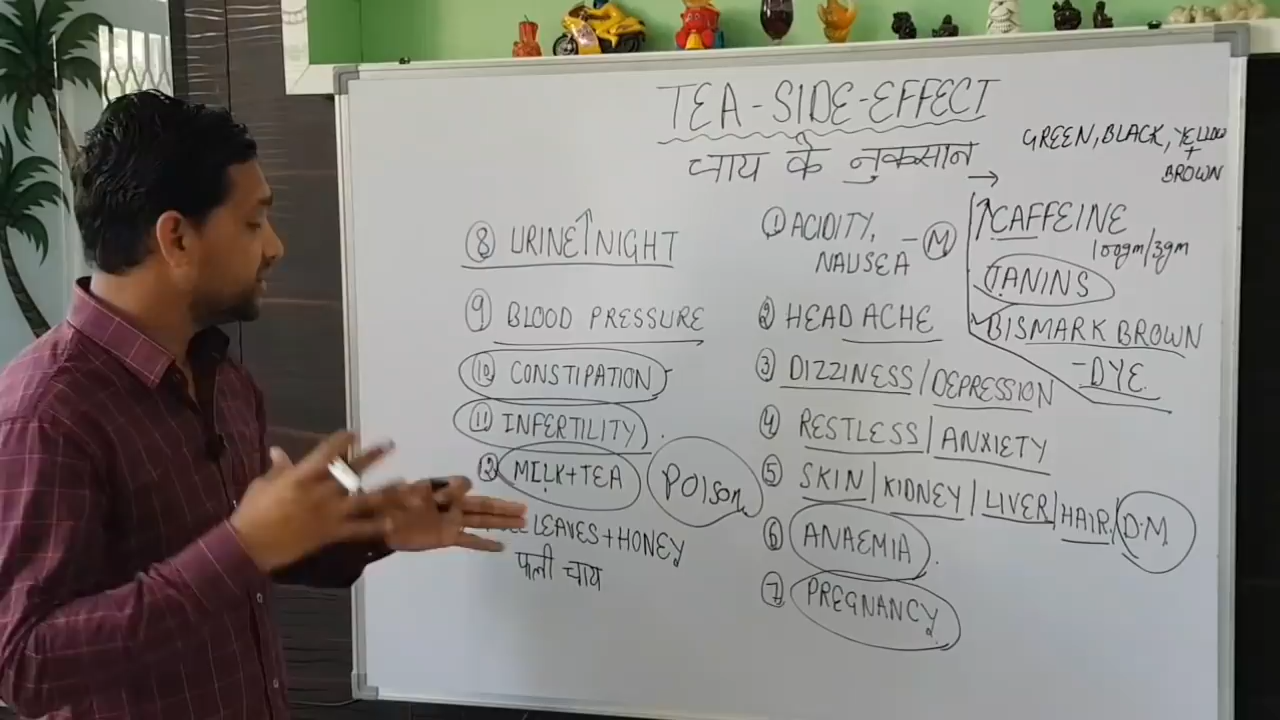 TEA-SIDE-EFFECT
चाय के नुकसान →
GREEN, BLACK, YELLOW
+
BROWN
① ACIDITY, – Ⓜ
NAUSEA
② HEAD ACHE
③ DIZZINESS/DEPRESSION
④ RESTLESS/ANXIETY
⑤ SKIN/KIDNEY/LIVER/HAIR/D.M
⑥ ANAEMIA
⑦ PREGNANCY
↑CAFFEINE
100gm/3gm
TANINS
BISMARK BROWN
-DYE
⑧ URINE↑NIGHT
⑨ BLOOD PRESSURE
⑩ CONSTIPATION
⑪ INFERTILITY
⑫ MILK+TEA POISON
LEAVES+HONEY
चाय